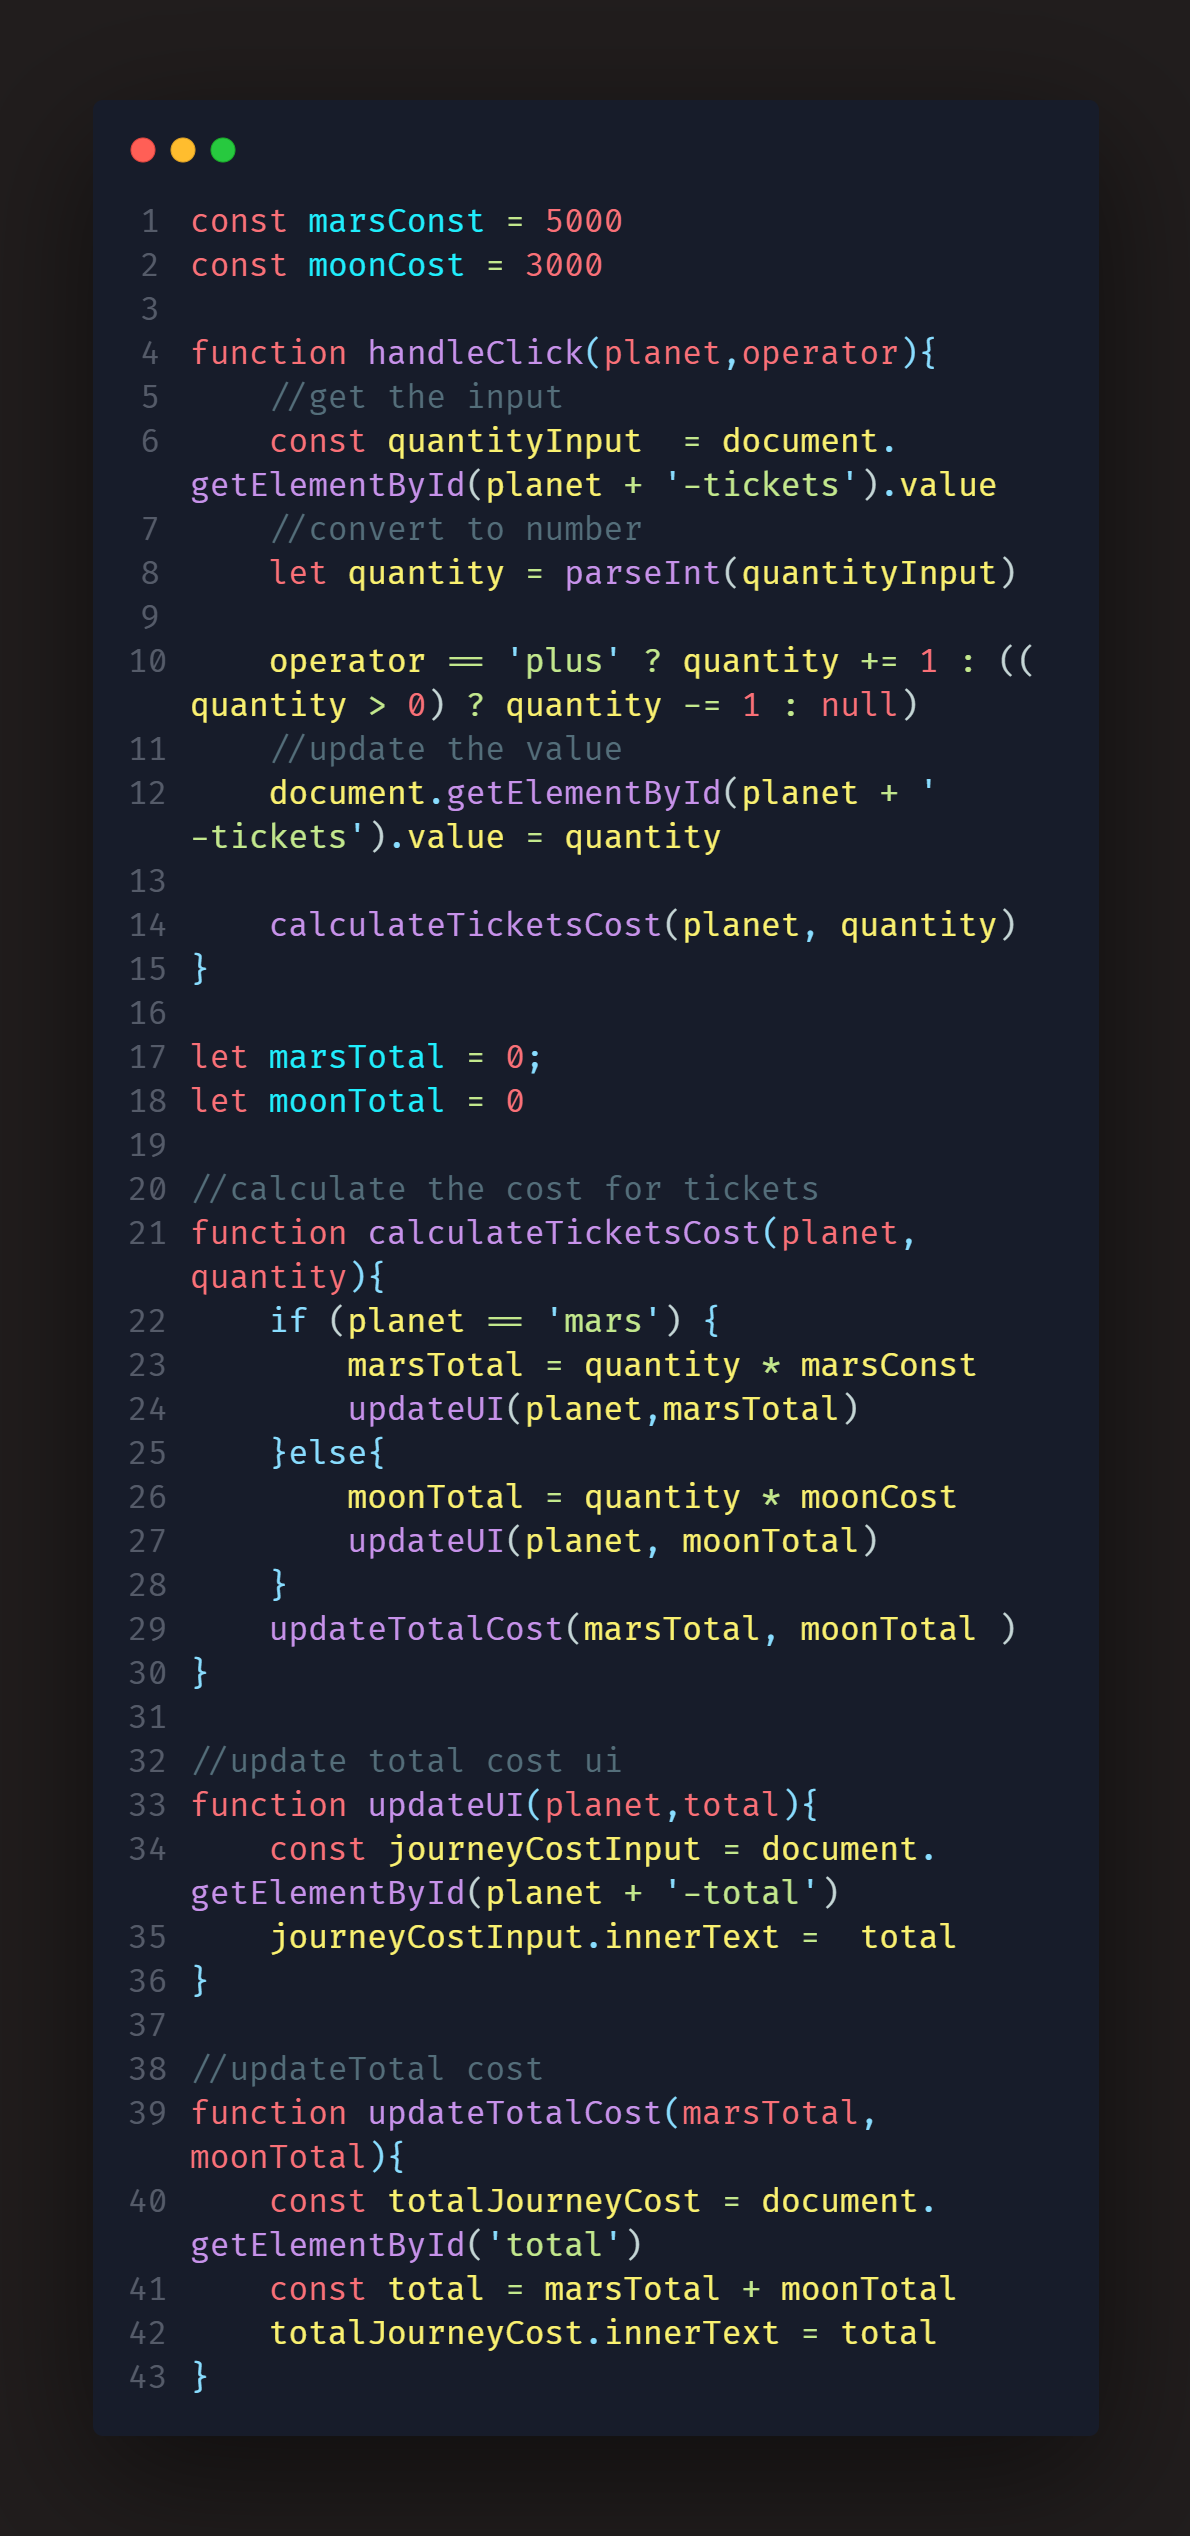 1 const marsConst = 5000
2 const moonCost = 3000
3
4 function handleClick(planet,operator){
5     //get the input
6     const quantityInput  = document.
getElementById(planet + '-tickets').value
7     //convert to number
8     let quantity = parseInt(quantityInput)
9
10     operator == 'plus' ? quantity += 1 : ((
quantity > 0) ? quantity -= 1 : null)
11     //update the value
12     document.getElementById(planet + '
-tickets').value = quantity
13
14     calculateTicketsCost(planet, quantity)
15 }
16
17 let marsTotal = 0;
18 let moonTotal = 0
19
20 //calculate the cost for tickets
21 function calculateTicketsCost(planet,
quantity){
22     if (planet == 'mars') {
23         marsTotal = quantity * marsConst
24         updateUI(planet,marsTotal)
25     }else{
26         moonTotal = quantity * moonCost
27         updateUI(planet, moonTotal)
28     }
29     updateTotalCost(marsTotal, moonTotal )
30 }
31
32 //update total cost ui
33 function updateUI(planet,total){
34     const journeyCostInput = document.
getElementById(planet + '-total')
35     journeyCostInput.innerText =  total
36 }
37
38 //updateTotal cost
39 function updateTotalCost(marsTotal,
moonTotal){
40     const totalJourneyCost = document.
getElementById('total')
41     const total = marsTotal + moonTotal
42     totalJourneyCost.innerText = total
43 }